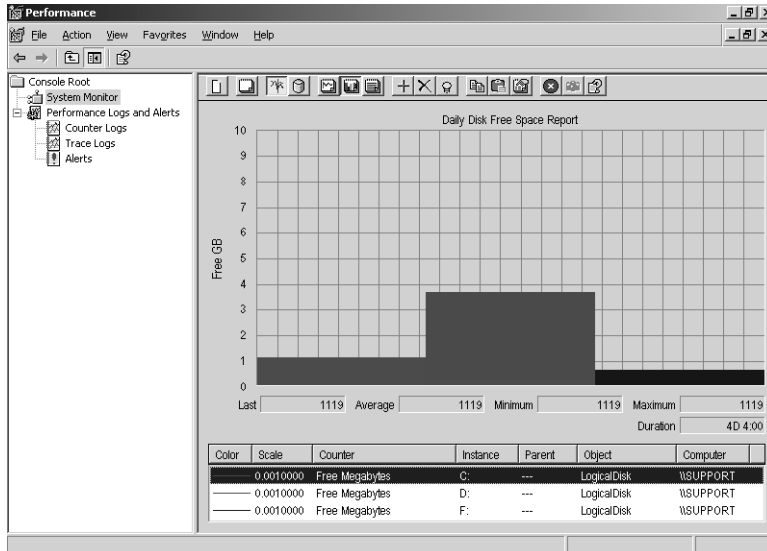 Performance
File Action View Favorites Window Help
Console Root
System Monitor
Performance Logs and Alerts
Counter Logs
Trace Logs
Alerts
Daily Disk Free Space Report
Free GB
10
9
8
7
6
5
4
3
2
1
0
Last 1119 Average 1119 Minimum 1119 Maximum 1119
Duration 4D 4:00
Color Scale Counter Instance Parent Object Computer
0.0010000 Free Megabytes C: --- LogicalDisk \\SUPPORT
0.0010000 Free Megabytes D: --- LogicalDisk \\SUPPORT
0.0010000 Free Megabytes F: --- LogicalDisk \\SUPPORT